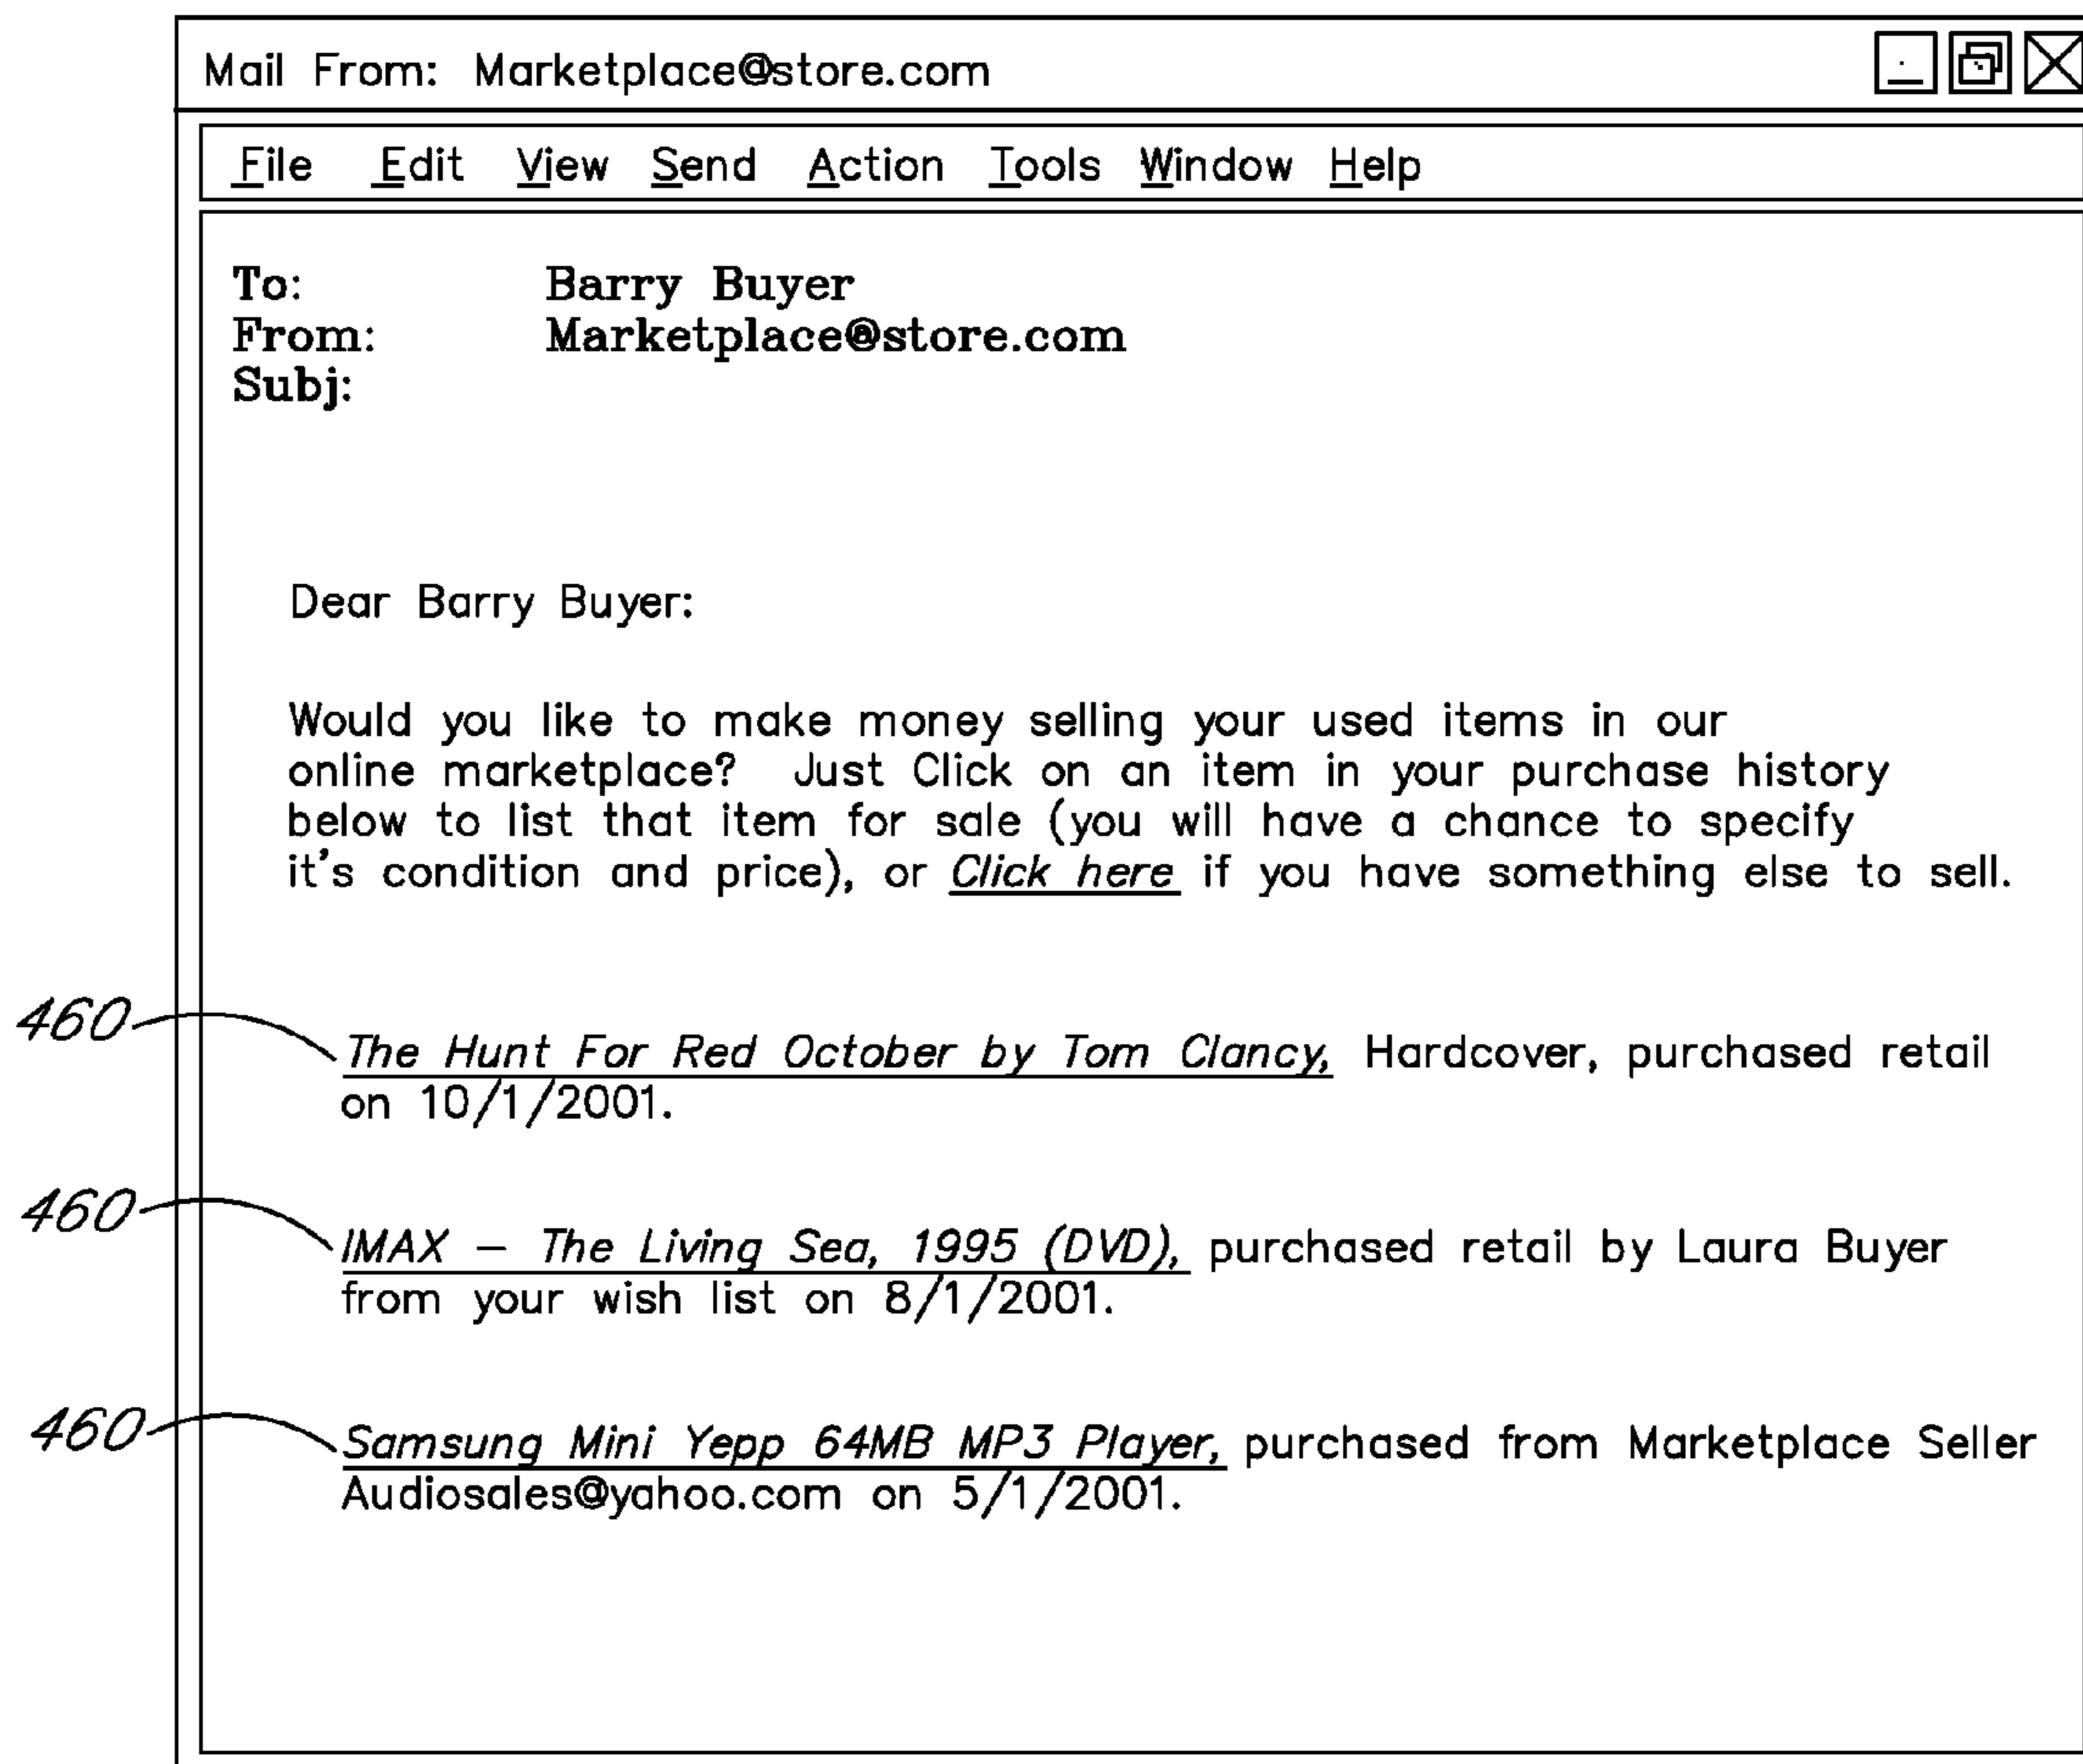 Mail From: Marketplace@store.com
File Edit View Send Action Tools Window Help
To: Barry Buyer
From: Marketplace@store.com
Subj:
Dear Barry Buyer:
Would you like to make money selling your used items in our
online marketplace? Just Click on an item in your purchase history
below to list that item for sale (you will have a chance to specify
it's condition and price), or Click here if you have something else to sell.
460
The Hunt For Red October by Tom Clancy, Hardcover, purchased retail
on 10/1/2001.
460
IMAX – The Living Sea, 1995 (DVD), purchased retail by Laura Buyer
from your wish list on 8/1/2001.
460
Samsung Mini Yepp 64MB MP3 Player, purchased from Marketplace Seller
Audiosales@yahoo.com on 5/1/2001.